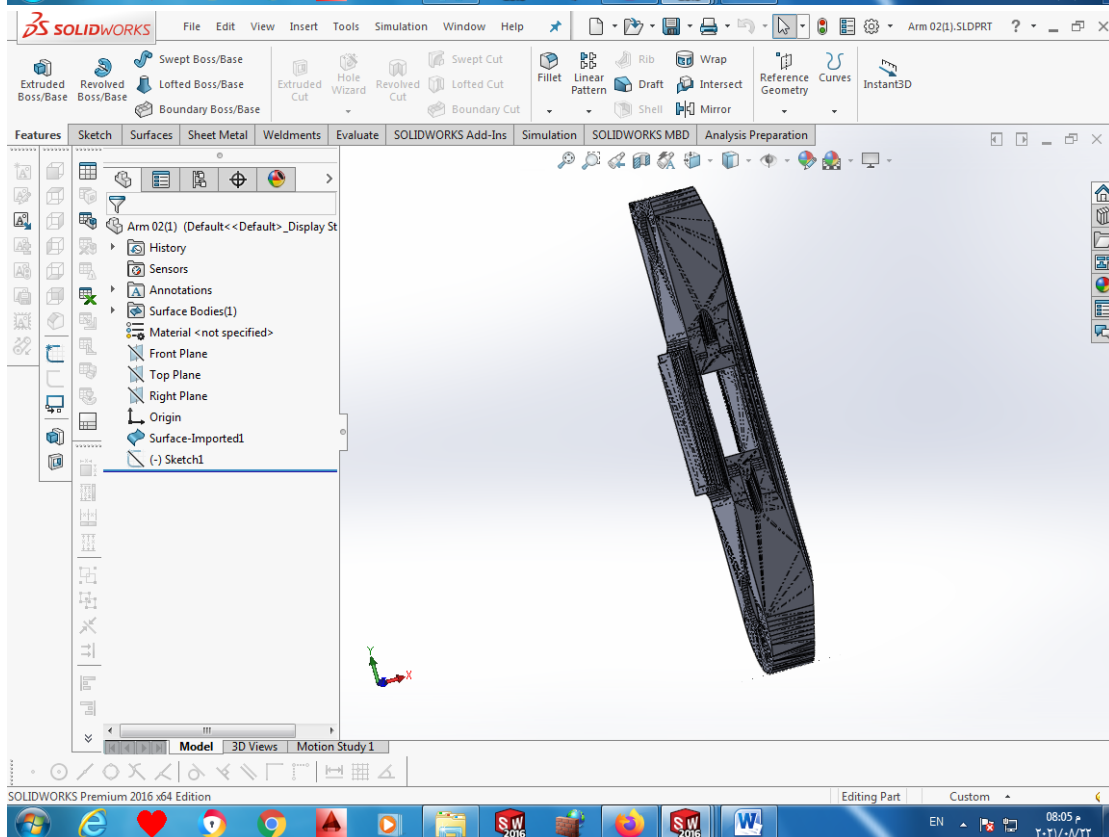 SOLIDWORKS File Edit View Insert Tools Simulation Window Help Arm 02(1).SLDPRT ?
Extruded Boss/Base
Revolved Boss/Base
Swept Boss/Base
Lofted Boss/Base
Boundary Boss/Base
Extruded Cut
Hole Wizard
Revolved Cut
Swept Cut
Lofted Cut
Boundary Cut
Fillet
Linear Pattern
Rib
Draft
Shell
Wrap
Intersect
Mirror
Reference Geometry
Curves
Instant3D
Features Sketch Surfaces Sheet Metal Weldments Evaluate SOLIDWORKS Add-Ins Simulation SOLIDWORKS MBD Analysis Preparation
Arm 02(1) (Default<<Default>_Display St
History
Sensors
Annotations
Surface Bodies(1)
Material <not specified>
Front Plane
Top Plane
Right Plane
Origin
Surface-Imported1
(-) Sketch1
Y
X
Model 3D Views Motion Study 1
SOLIDWORKS Premium 2016 x64 Edition Editing Part Custom
EN 08:05 م
٢٠٢١/٠٨/٢٢